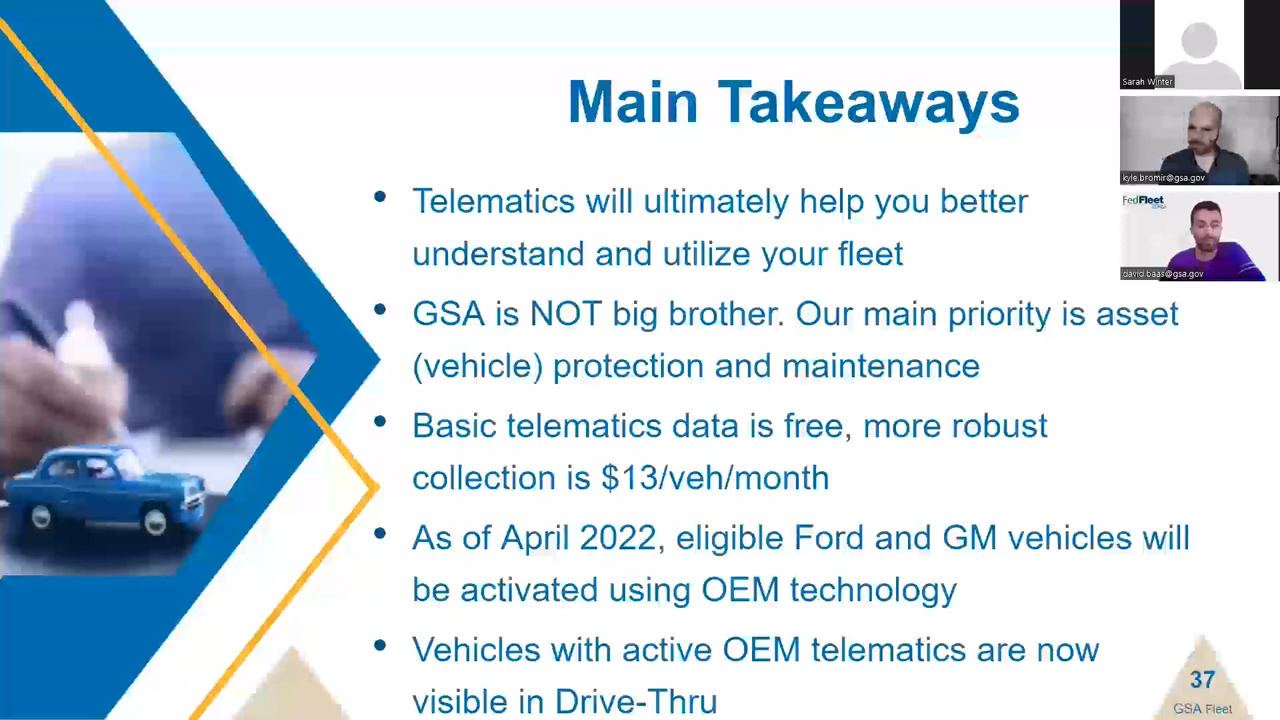 Main Takeaways
• Telematics will ultimately help you better
understand and utilize your fleet
• GSA is NOT big brother. Our main priority is asset
(vehicle) protection and maintenance
• Basic telematics data is free, more robust
collection is $13/veh/month
• As of April 2022, eligible Ford and GM vehicles will
be activated using OEM technology
• Vehicles with active OEM telematics are now
visible in Drive-Thru
37
GSA Fleet
Sarah Winter
kyle.bromir@gsa.gov
FedFleet
david.baas@gsa.gov